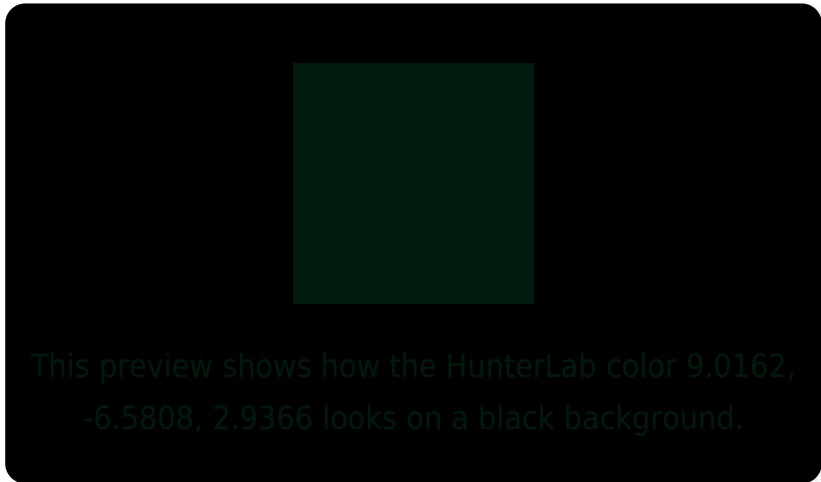 This preview shows how the HunterLab color 9.0162,
-6.5808, 2.9366 looks on a black background.